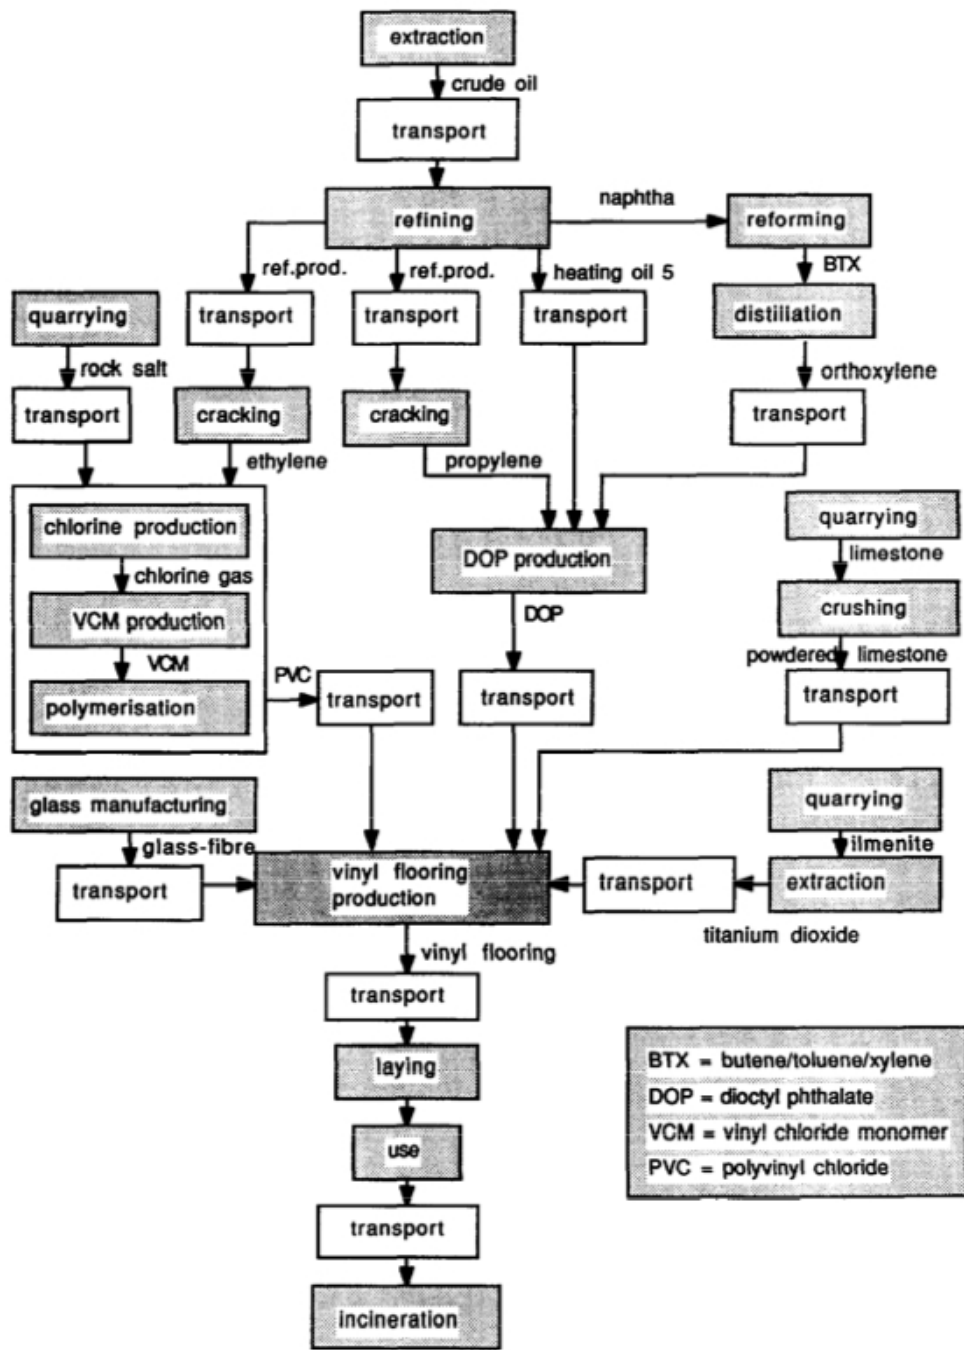 extraction
crude oil
transport
refining
naphtha
reforming
ref.prod.
ref.prod.
heating oil 5
BTX
quarrying
transport
transport
transport
distillation
rock salt
orthoxylene
transport
cracking
cracking
transport
ethylene
propylene
chlorine production
quarrying
chlorine gas
DOP production
limestone
VCM production
DOP
crushing
VCM
powdered limestone
PVC
polymerisation
transport
transport
transport
glass manufacturing
quarrying
glass-fibre
ilmenite
transport
vinyl flooring
production
transport
extraction
titanium dioxide
vinyl flooring
transport
laying
use
transport
incineration
BTX = butene/toluene/xylene
DOP = dioctyl phthalate
VCM = vinyl chloride monomer
PVC = polyvinyl chloride